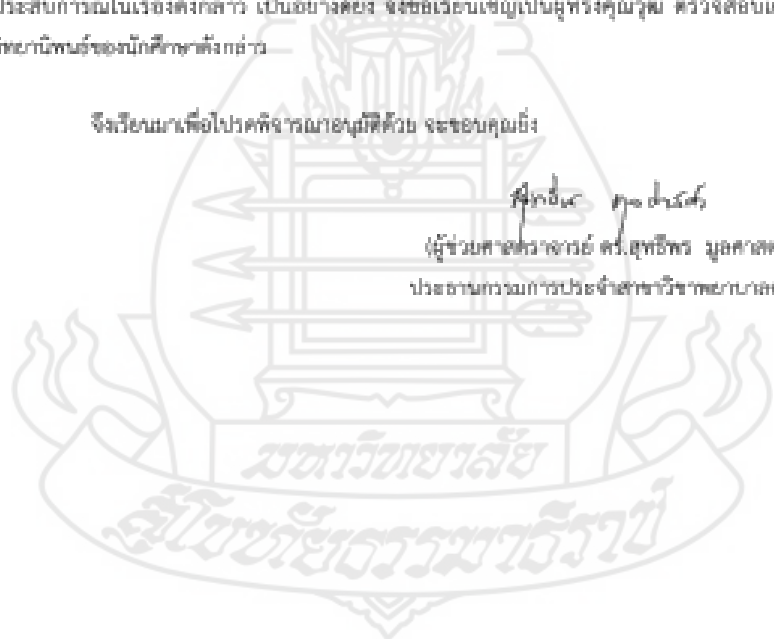 ประสบการณ์ในเรื่องดังกล่าว เป็นอย่างดียิ่ง จึงขอเรียนเชิญเป็นผู้ทรงคุณวุฒิ ตรวจสอบ
วิทยานิพนธ์ของนักศึกษาดังกล่าว
จึงเรียนมาเพื่อโปรดพิจารณาอนุมัติด้วย จะขอบคุณยิ่ง
(ผู้ช่วยศาสตราจารย์ ดร.สุทธีพร มูลศาสต
ประธานกรรมการประจำสาขาวิชาพยาบาล
มหาวิทยาลัย
สุโขทัยธรรมาธิราช